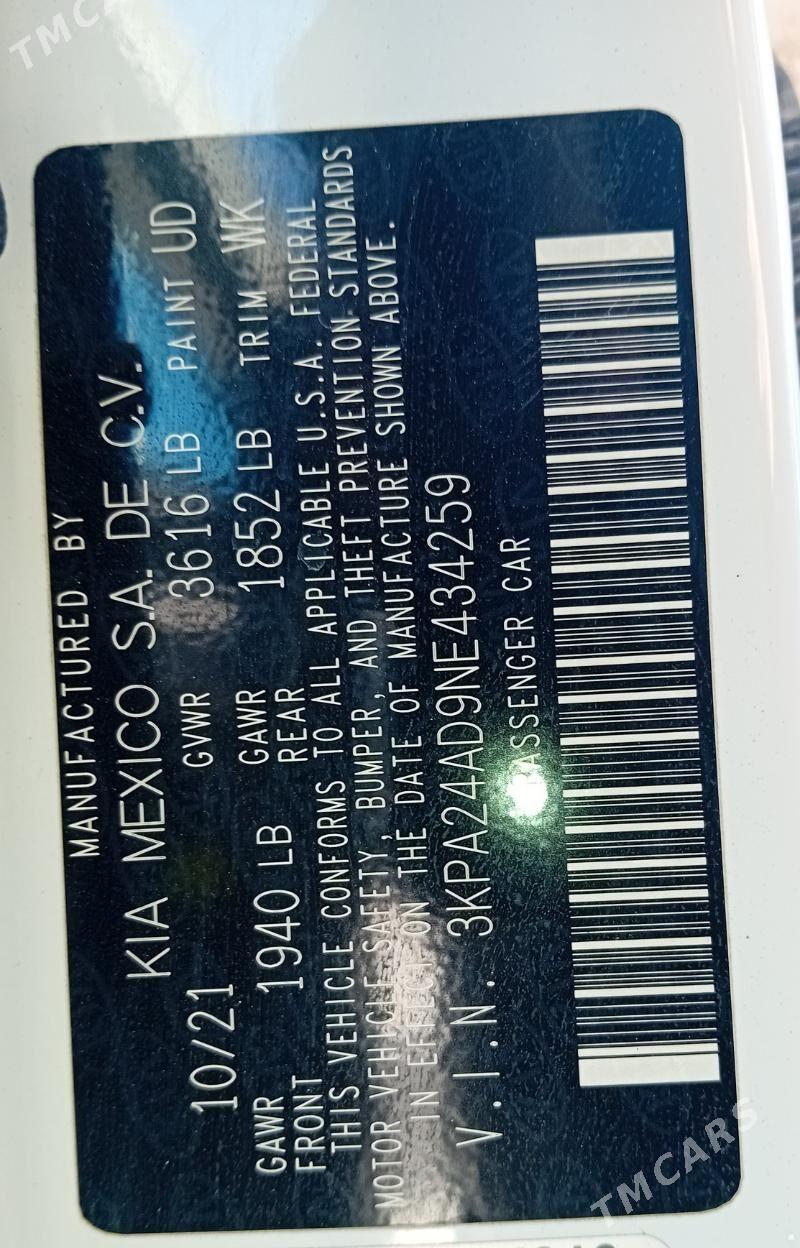 TMCARS
MANUFACTURED BY
KIA MEXICO S.A. DE C.V.
10/21 GVWR 3616 LB PAINT UD
GAWR FRONT 1940 LB GAWR REAR 1852 LB TRIM WK
THIS VEHICLE CONFORMS TO ALL APPLICABLE U.S.A. FEDERAL
MOTOR VEHICLE SAFETY, BUMPER, AND THEFT PREVENTION STANDARDS
IN EFFECT ON THE DATE OF MANUFACTURE SHOWN ABOVE.
V.I.N. 3KPA24AD9NE434259
PASSENGER CAR
TMCARS